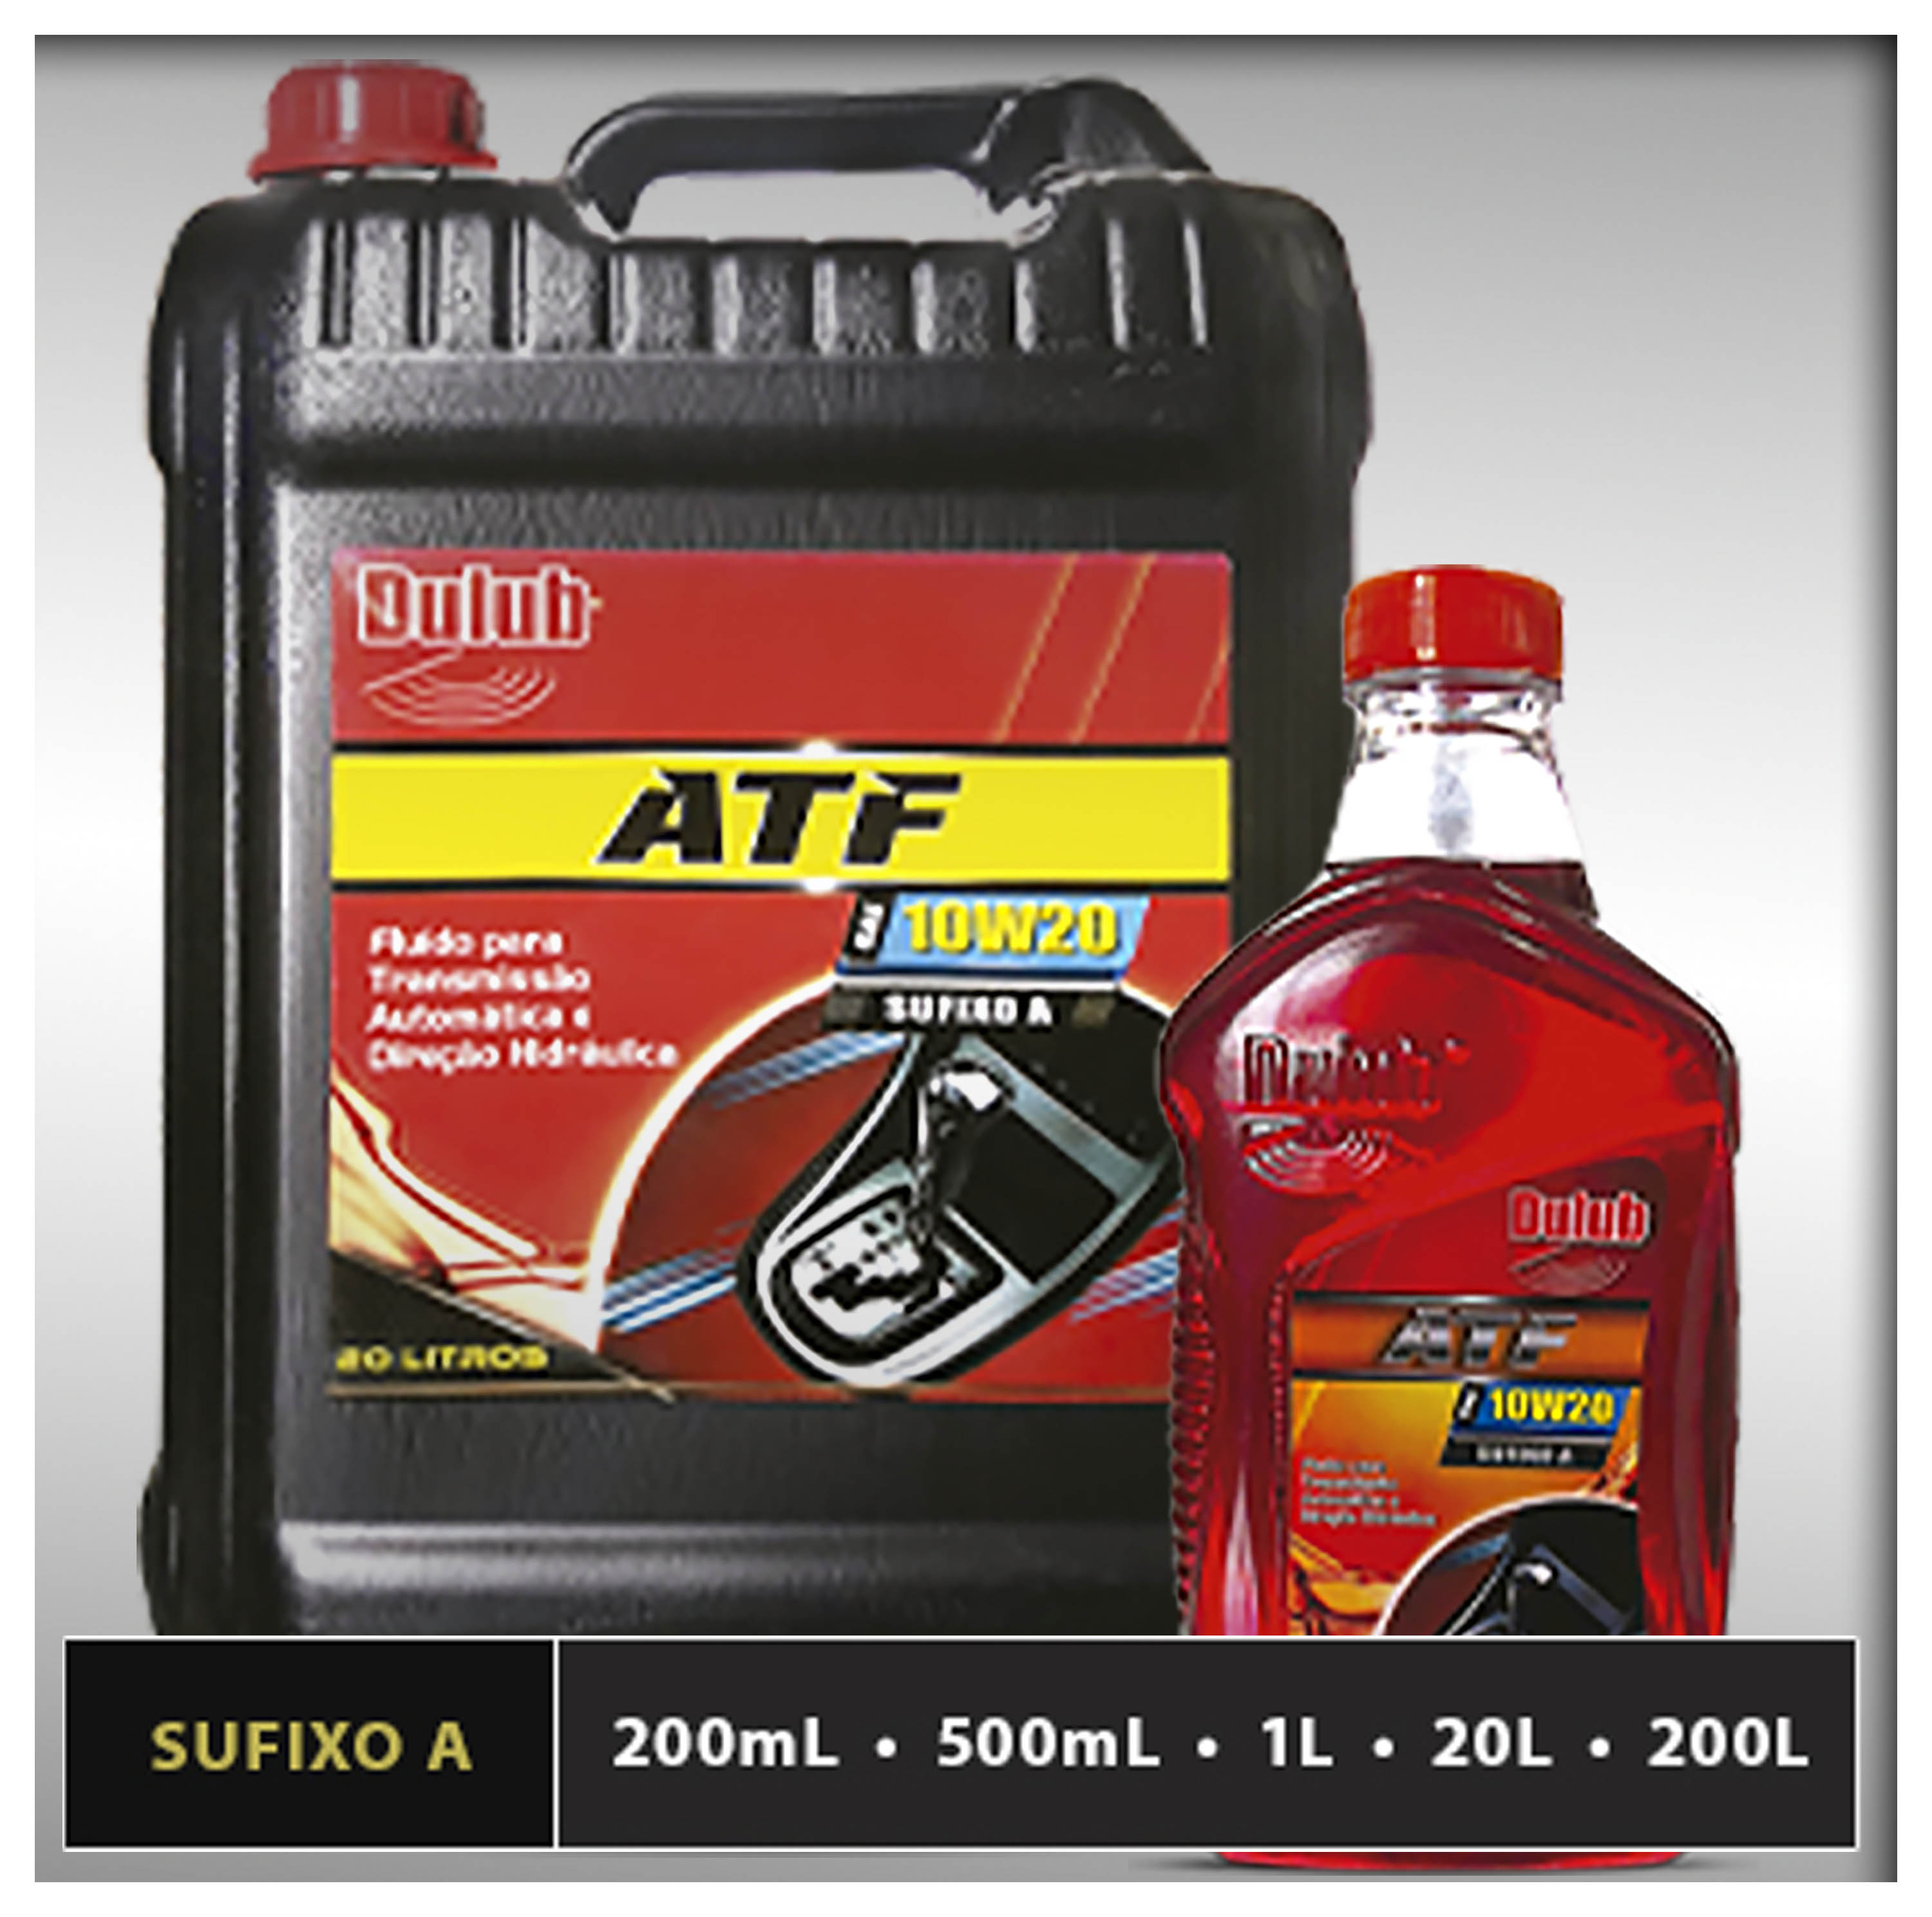 Dulub
ATF
10W20
SUFIXO A
Fluido para
Transmissão
Automática e
Direção Hidráulica
20 LITROS
Dulub
Dulub
ATF
10W20
SUFIXO A
SUFIXO A
200mL • 500mL • 1L • 20L • 200L